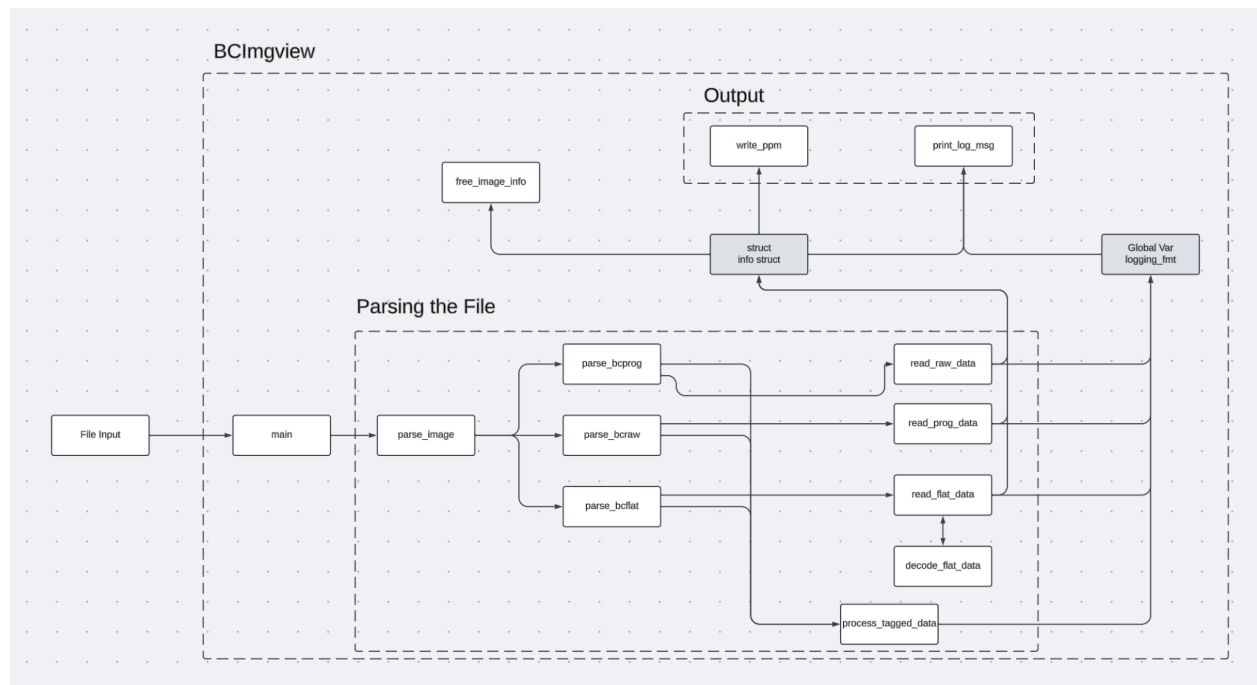 BCImgview
Output
write_ppm
print_log_msg
free_image_info
struct
info struct
Global Var
logging_fmt
Parsing the File
parse_bcprog
read_raw_data
File Input
main
parse_image
parse_bcraw
read_prog_data
parse_bcflat
read_flat_data
decode_flat_data
process_tagged_data